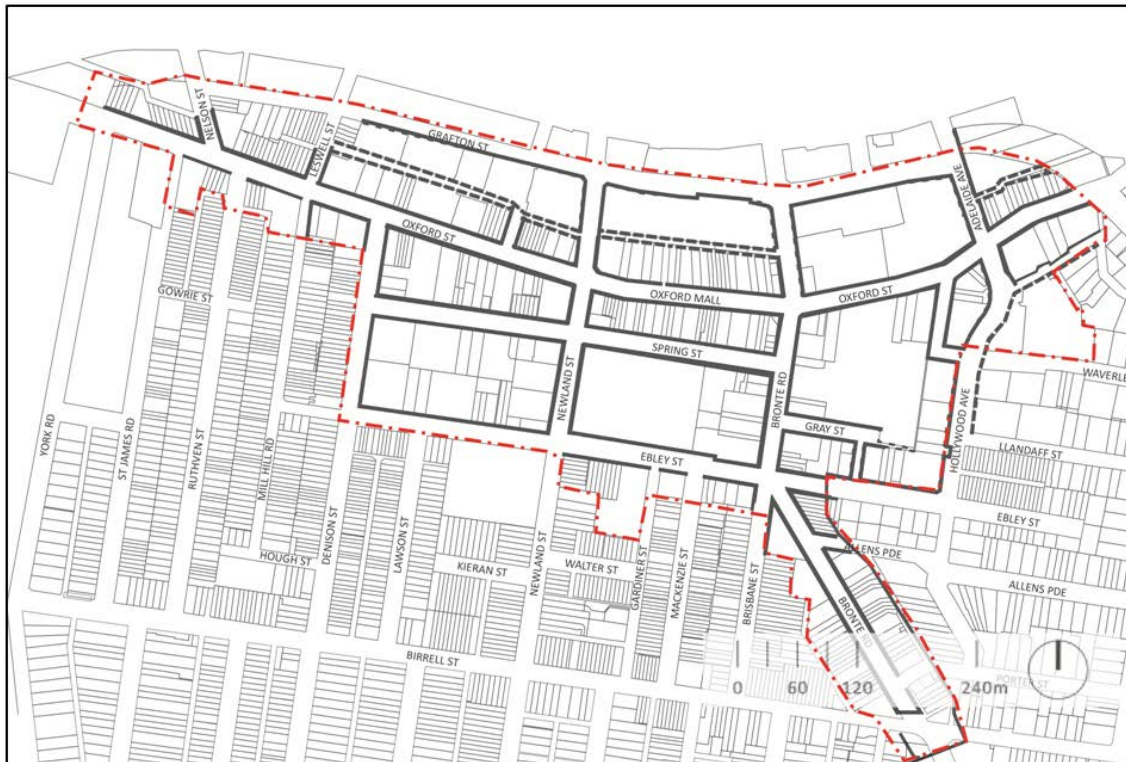 NELSON ST
LESWELL ST
GRAFTON ST
ADELAIDE AVE
OXFORD ST
OXFORD MALL
OXFORD ST
GOWRIE ST
SPRING ST
NEWLAND ST
BRONTE RD
WAVERLE
YORK RD
ST JAMES RD
RUTHVEN ST
MILL HILL RD
GRAY ST
HOLLYWOOD AVE
LLANDAFF ST
EBLEY ST
EBLEY ST
DENISON ST
LAWSON ST
HOUGH ST
KIERAN ST
NEWLAND ST
WALTER ST
GARDINER ST
MACKENZIE ST
BRISBANE ST
ALLENS PDE
ALLENS PDE
BRONTE RD
BIRRELL ST
PORTER ST
0 60 120 240m